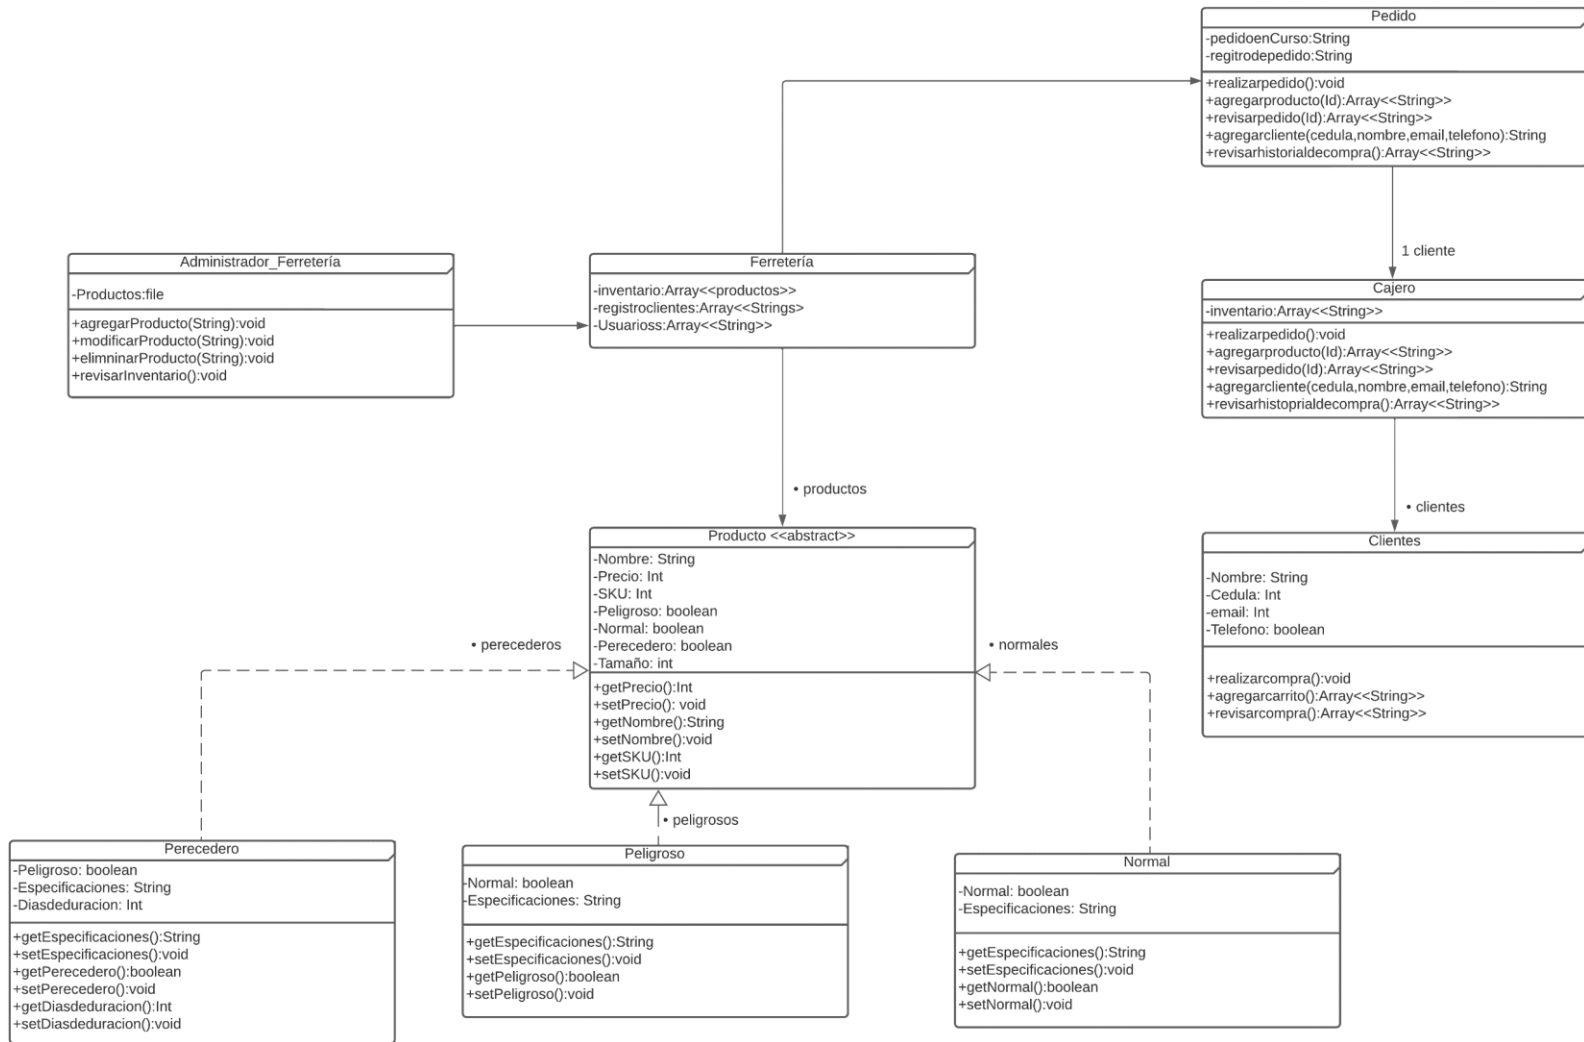 Pedido
-pedidoenCurso:String
-regitrodepedido:String
+realizarpedido():void
+agregarproducto(Id):Array<<String>>
+revisarpedido(Id):Array<<String>>
+agregarcliente(cedula,nombre,email,telefono):String
+revisarhistorialdecompra():Array<<String>>
1 cliente
Administrador_Ferretería
-Productos:file
+agregarProducto(String):void
+modificarProducto(String):void
+elimninarProducto(String):void
+revisarInventario():void
Ferretería
-inventario:Array<<productos>>
-registroclientes:Array<<Strings>
-Usuarioss:Array<<String>>
Cajero
-inventario:Array<<String>>
+realizarpedido():void
+agregarproducto(Id):Array<<String>>
+revisarpedido(Id):Array<<String>>
+agregarcliente(cedula,nombre,email,telefono):String
+revisarhistoprialdecompra():Array<<String>>
• productos
• clientes
Producto <<abstract>>
-Nombre: String
-Precio: Int
-SKU: Int
-Peligroso: boolean
-Normal: boolean
-Perecedero: boolean
-Tamaño: int
+getPrecio():Int
+setPrecio(): void
+getNombre():String
+setNombre():void
+getSKU():Int
+setSKU():void
Clientes
-Nombre: String
-Cedula: Int
-email: Int
-Telefono: boolean
+realizarcompra():void
+agregarcarrito():Array<<String>>
+revisarcompra():Array<<String>>
• perecederos
• normales
• peligrosos
Perecedero
-Peligroso: boolean
-Especificaciones: String
-Diasdeduracion: Int
+getEspecificaciones():String
+setEspecificaciones():void
+getPerecedero():boolean
+setPerecedero():void
+getDiasdeduracion():Int
+setDiasdeduracion():void
Peligroso
-Normal: boolean
-Especificaciones: String
+getEspecificaciones():String
+setEspecificaciones():void
+getPeligroso():boolean
+setPeligroso():void
Normal
-Normal: boolean
-Especificaciones: String
+getEspecificaciones():String
+setEspecificaciones():void
+getNormal():boolean
+setNormal():void